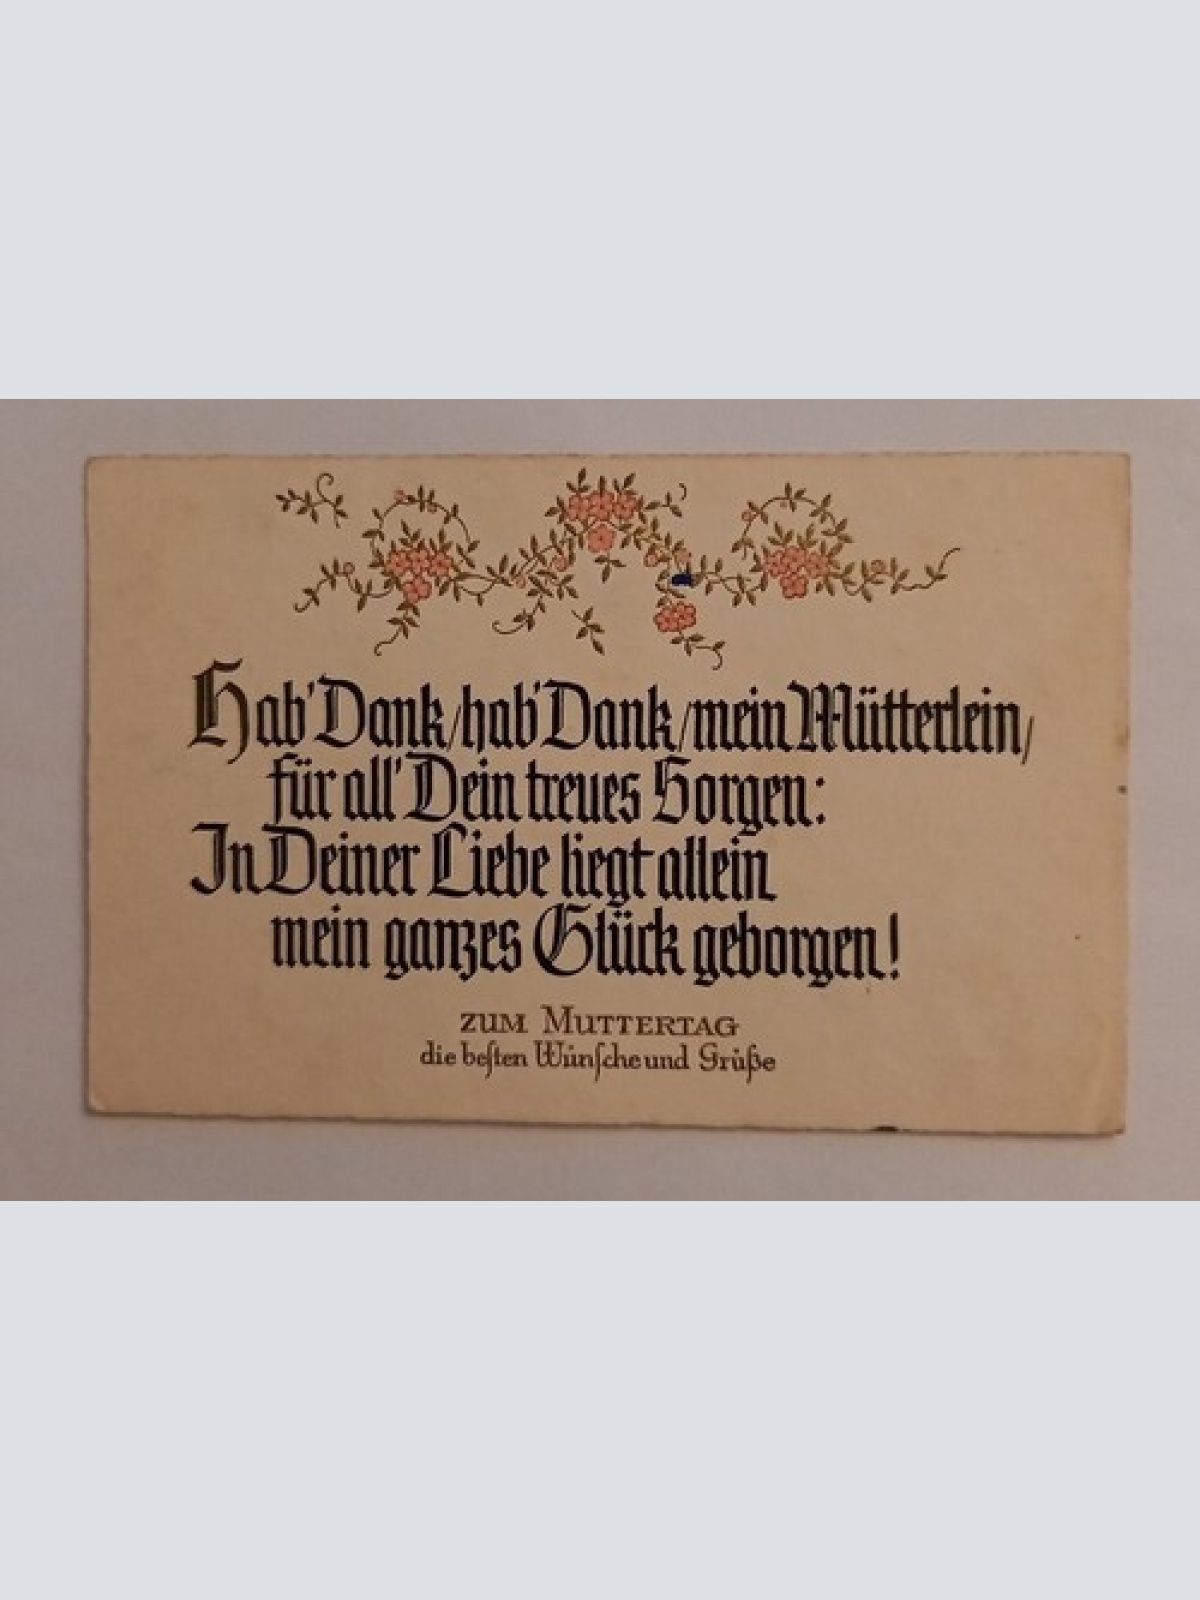 Hab' Dank/hab' Dank/mein Mütterlein/
für all' Dein treues Sorgen:
In Deiner Liebe liegt allein
mein ganzes Glück geborgen!
ZUM MUTTERTAG
die beſten Wünſche und Grüße